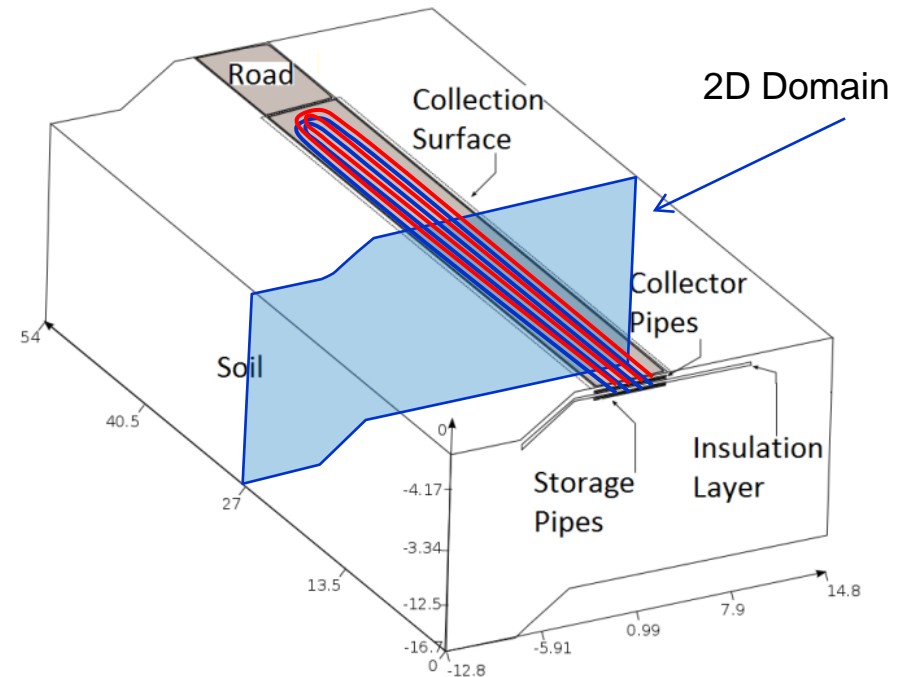 Road
Collection
Surface
2D Domain
Collector
Pipes
Soil
Insulation
Layer
Storage
Pipes
54
40.5
27
13.5
0
0
-4.17
-3.34
-12.5
-16.7
-12.8
-5.91
0.99
7.9
14.8